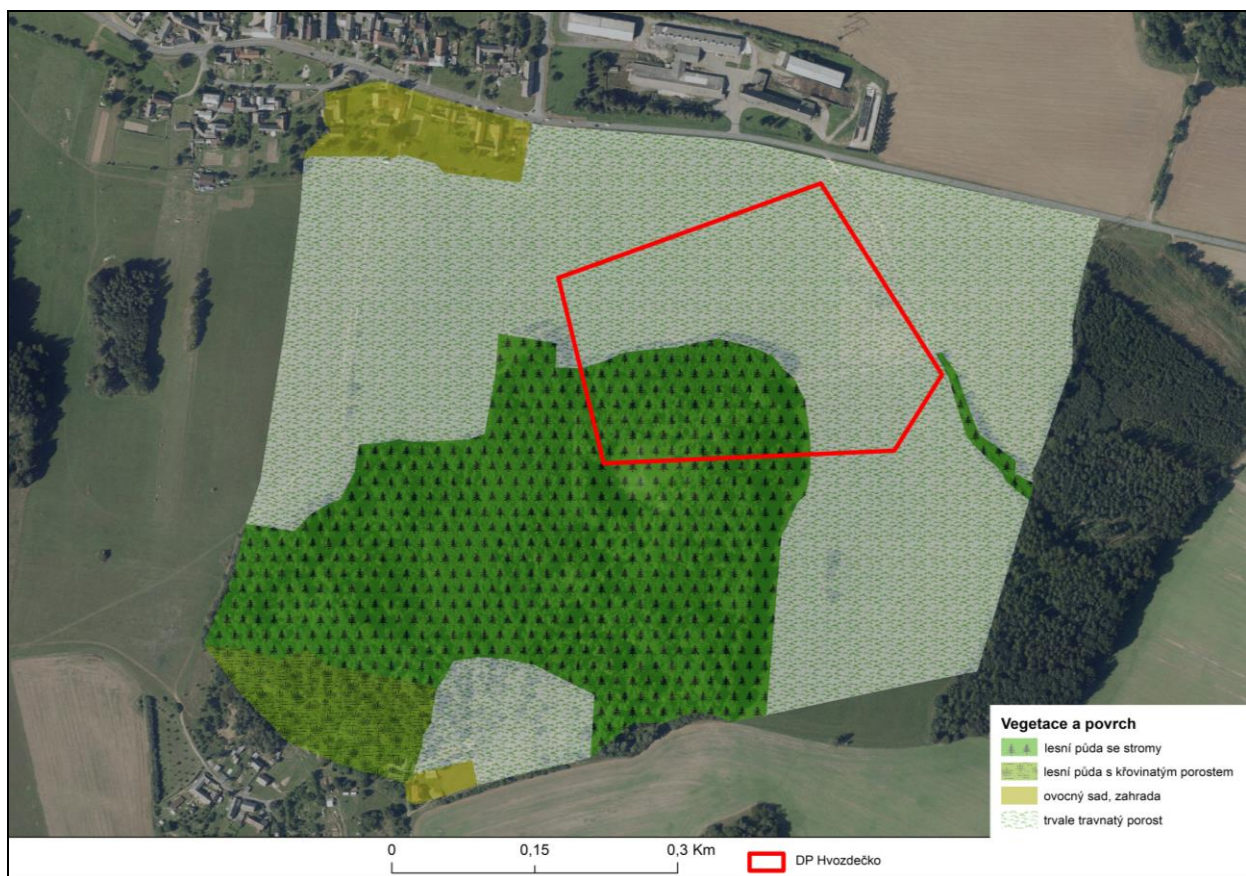 Vegetace a povrch
lesní půda se stromy
lesní půda s křovinatým porostem
ovocný sad, zahrada
trvale travnatý porost
0 0,15 0,3 Km
DP Hvozdečko